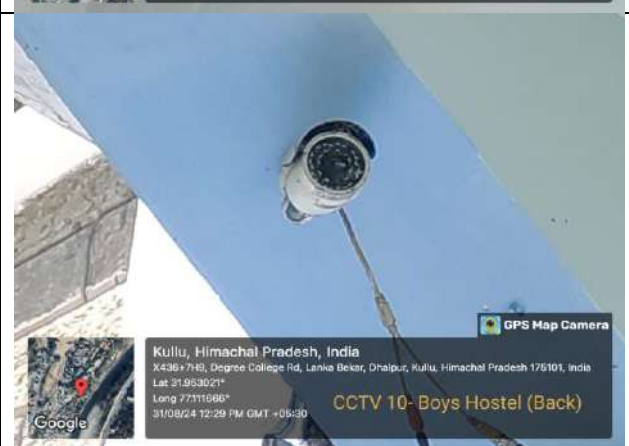 GPS Map Camera
Kullu, Himachal Pradesh, India
X436+7H9, Degree College Rd, Lanka Bekar, Dhalpur, Kullu, Himachal Pradesh 175101, India
Lat 31.953021°
Long 77.111666°
31/08/24 12:29 PM GMT +05:30
CCTV 10- Boys Hostel (Back)
Google